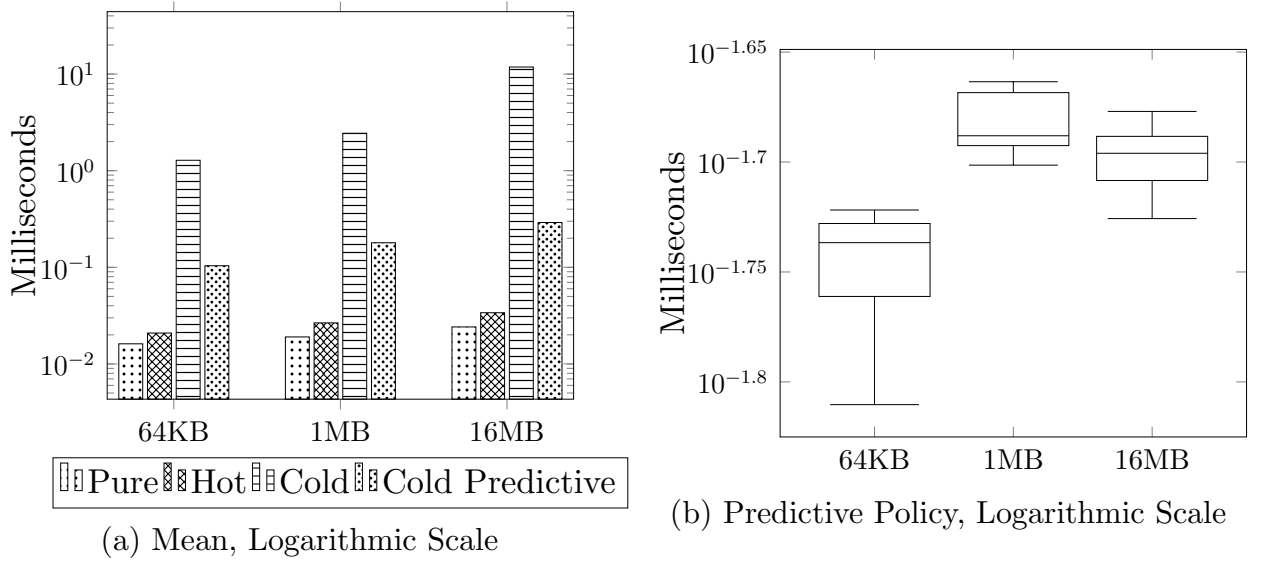 Milliseconds
10^1
10^0
10^−1
10^−2
64KB 1MB 16MB
Pure Hot Cold Cold Predictive
(a) Mean, Logarithmic Scale
Milliseconds
10^−1.65
10^−1.7
10^−1.75
10^−1.8
64KB 1MB 16MB
(b) Predictive Policy, Logarithmic Scale